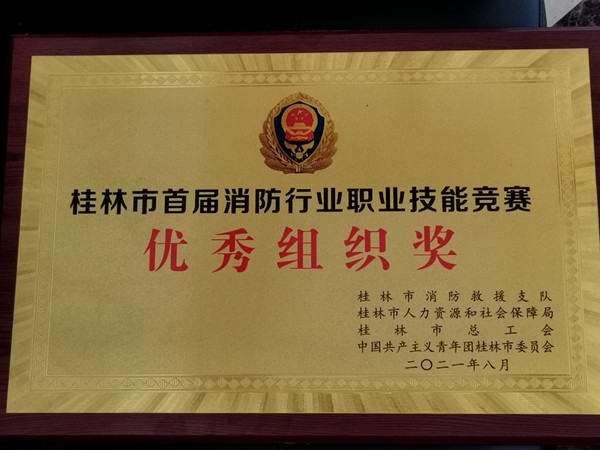 桂林市首届消防行业职业技能竞赛
优秀组织奖
桂林市消防救援支队
桂林市人力资源和社会保障局
桂林市总工会
中国共产主义青年团桂林市委员会
二〇二一年八月